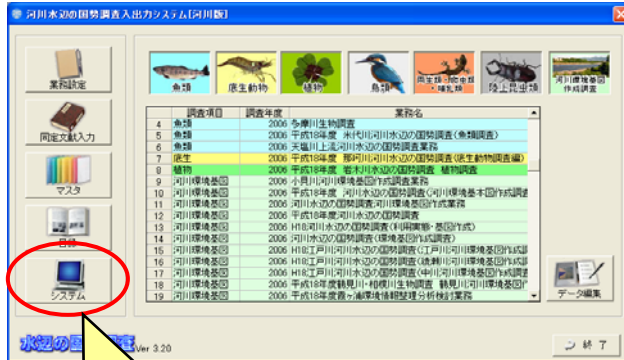 河川水辺の国勢調査入出力システム[河川版]
業務設定
同定文献入力
マスタ
目録
システム
魚類
底生動物
植物
鳥類
両生類・爬虫類
・哺乳類
陸上昆虫類
河川環境基図
作成調査
調査項目 調査年度 業務名
4 魚類 2006 多摩川生物調査
5 魚類 2006 平成18年度 米代川河川水辺の国勢調査(魚類調査)
6 魚類 2006 天塩川上流河川水辺の国勢調査業務
7 底生 2006 平成18年度 那珂川河川水辺の国勢調査(底生動物調査編)
8 植物 2006 平成18年度 岩木川水辺の国勢調査 植物調査
9 河川環境基図 2006 小貝川河川環境基図作成調査業務
10 河川環境基図 2006 平成18年度 河川水辺の国勢調査(河川環境基本図作成調査
11 河川環境基図 2006 河川水辺の国勢調査河川環境基図作成業務
12 河川環境基図 2006 平成18年度河川水辺の国勢調査
13 河川環境基図 2006 H18河川水辺の国勢調査(利用実態・基図作成)
14 河川環境基図 2006 河川水辺の国勢調査(環境基図作成調査)
15 河川環境基図 2006 H18江戸川河川水辺の国勢調査(江戸川河川環境基図作成調
16 河川環境基図 2006 H18江戸川河川水辺の国勢調査(綾瀬川河川環境基図作成調
17 河川環境基図 2006 H18江戸川河川水辺の国勢調査(中川河川環境基図作成調査
18 河川環境基図 2006 平成18年度鶴見川・相模川生物調査 鶴見川河川環境基図作
19 河川環境基図 2006 平成18年度霞ヶ浦環境情報整理分析検討業務
データ編集
水辺の国 調査 Ver 3.20
終了